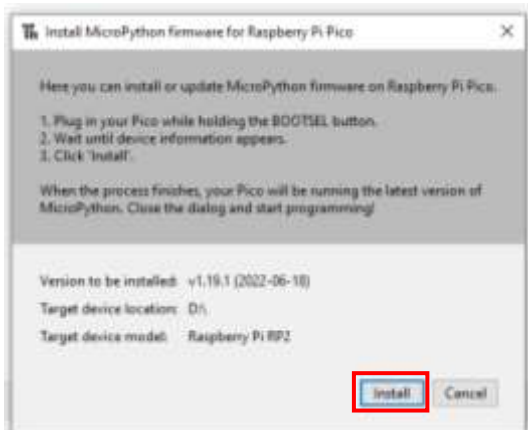 Install MicroPython firmware for Raspberry Pi Pico
Here you can install or update MicroPython firmware on Raspberry Pi Pico.
1. Plug in your Pico while holding the BOOTSEL button.
2. Wait until device information appears.
3. Click 'Install'.
When the process finishes, your Pico will be running the latest version of
MicroPython. Close the dialog and start programming!
Version to be installed: v1.19.1 (2022-06-18)
Target device location: D:\
Target device model: Raspberry Pi RP2
Install Cancel